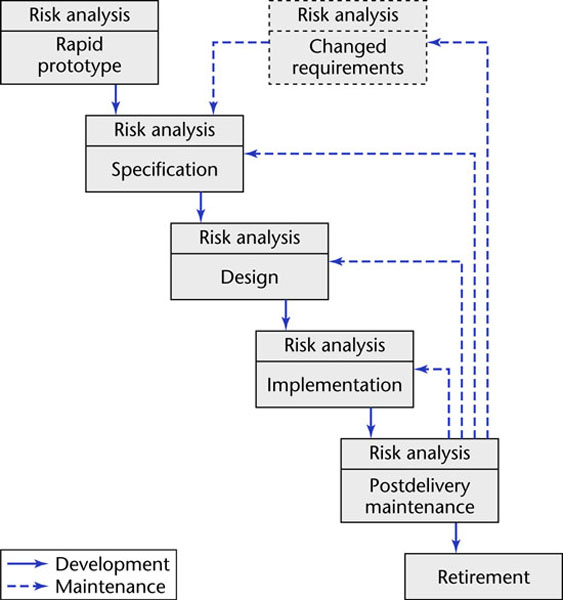 Risk analysis
Rapid
prototype
Risk analysis
Changed
requirements
Risk analysis
Specification
Risk analysis
Design
Risk analysis
Implementation
Risk analysis
Postdelivery
maintenance
Retirement
Development
Maintenance